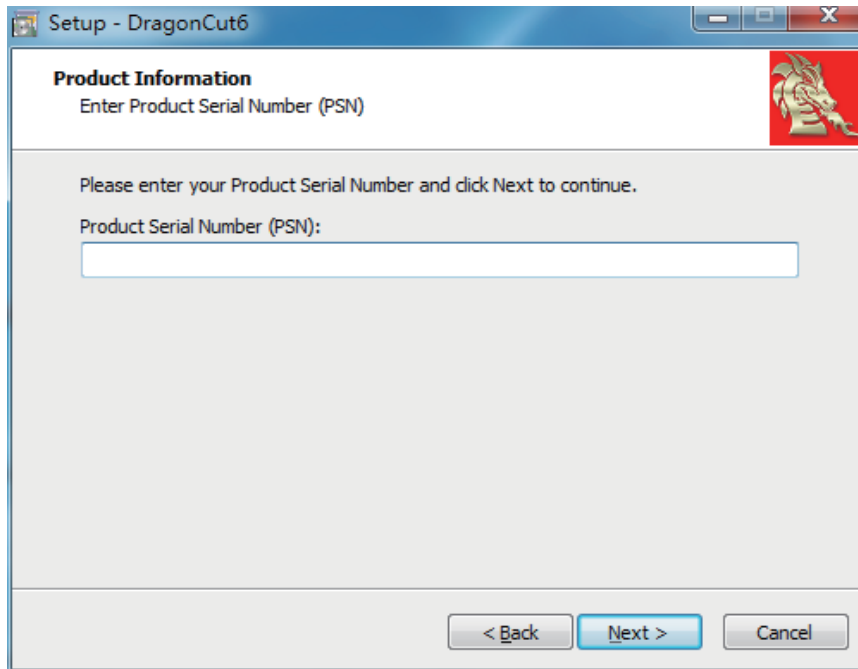 Setup - DragonCut6
Product Information
Enter Product Serial Number (PSN)
Please enter your Product Serial Number and click Next to continue.
Product Serial Number (PSN):
< Back Next > Cancel